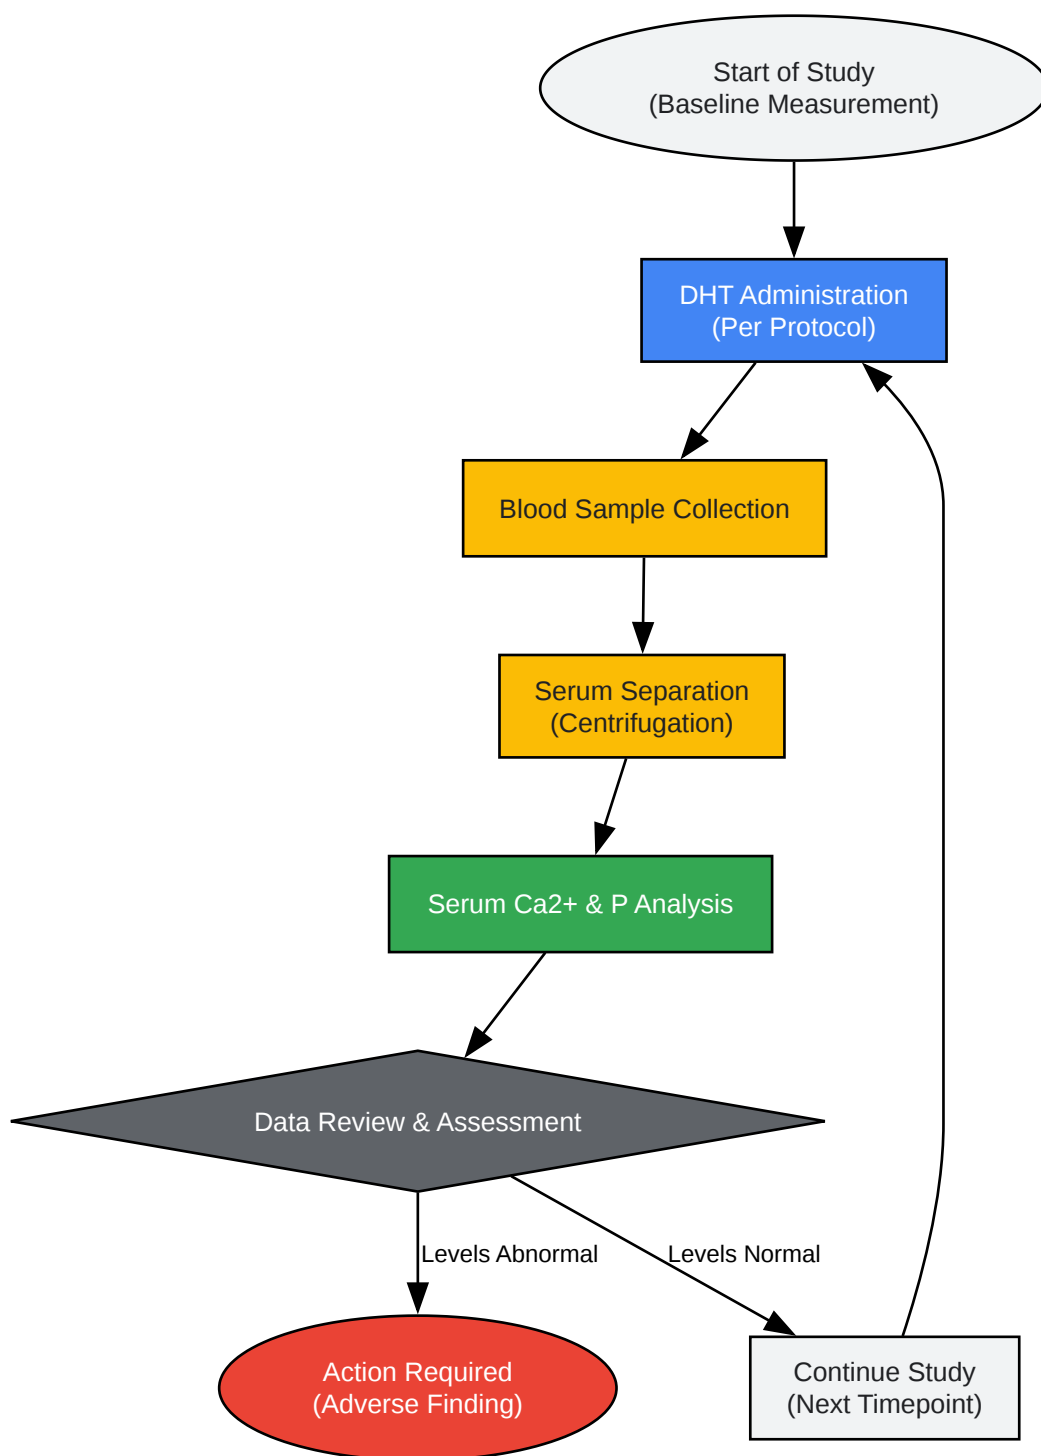 Start of Study
(Baseline Measurement)
DHT Administration
(Per Protocol)
Blood Sample Collection
Serum Separation
(Centrifugation)
Serum Ca2+ & P Analysis
Data Review & Assessment
Levels Abnormal
Levels Normal
Action Required
(Adverse Finding)
Continue Study
(Next Timepoint)